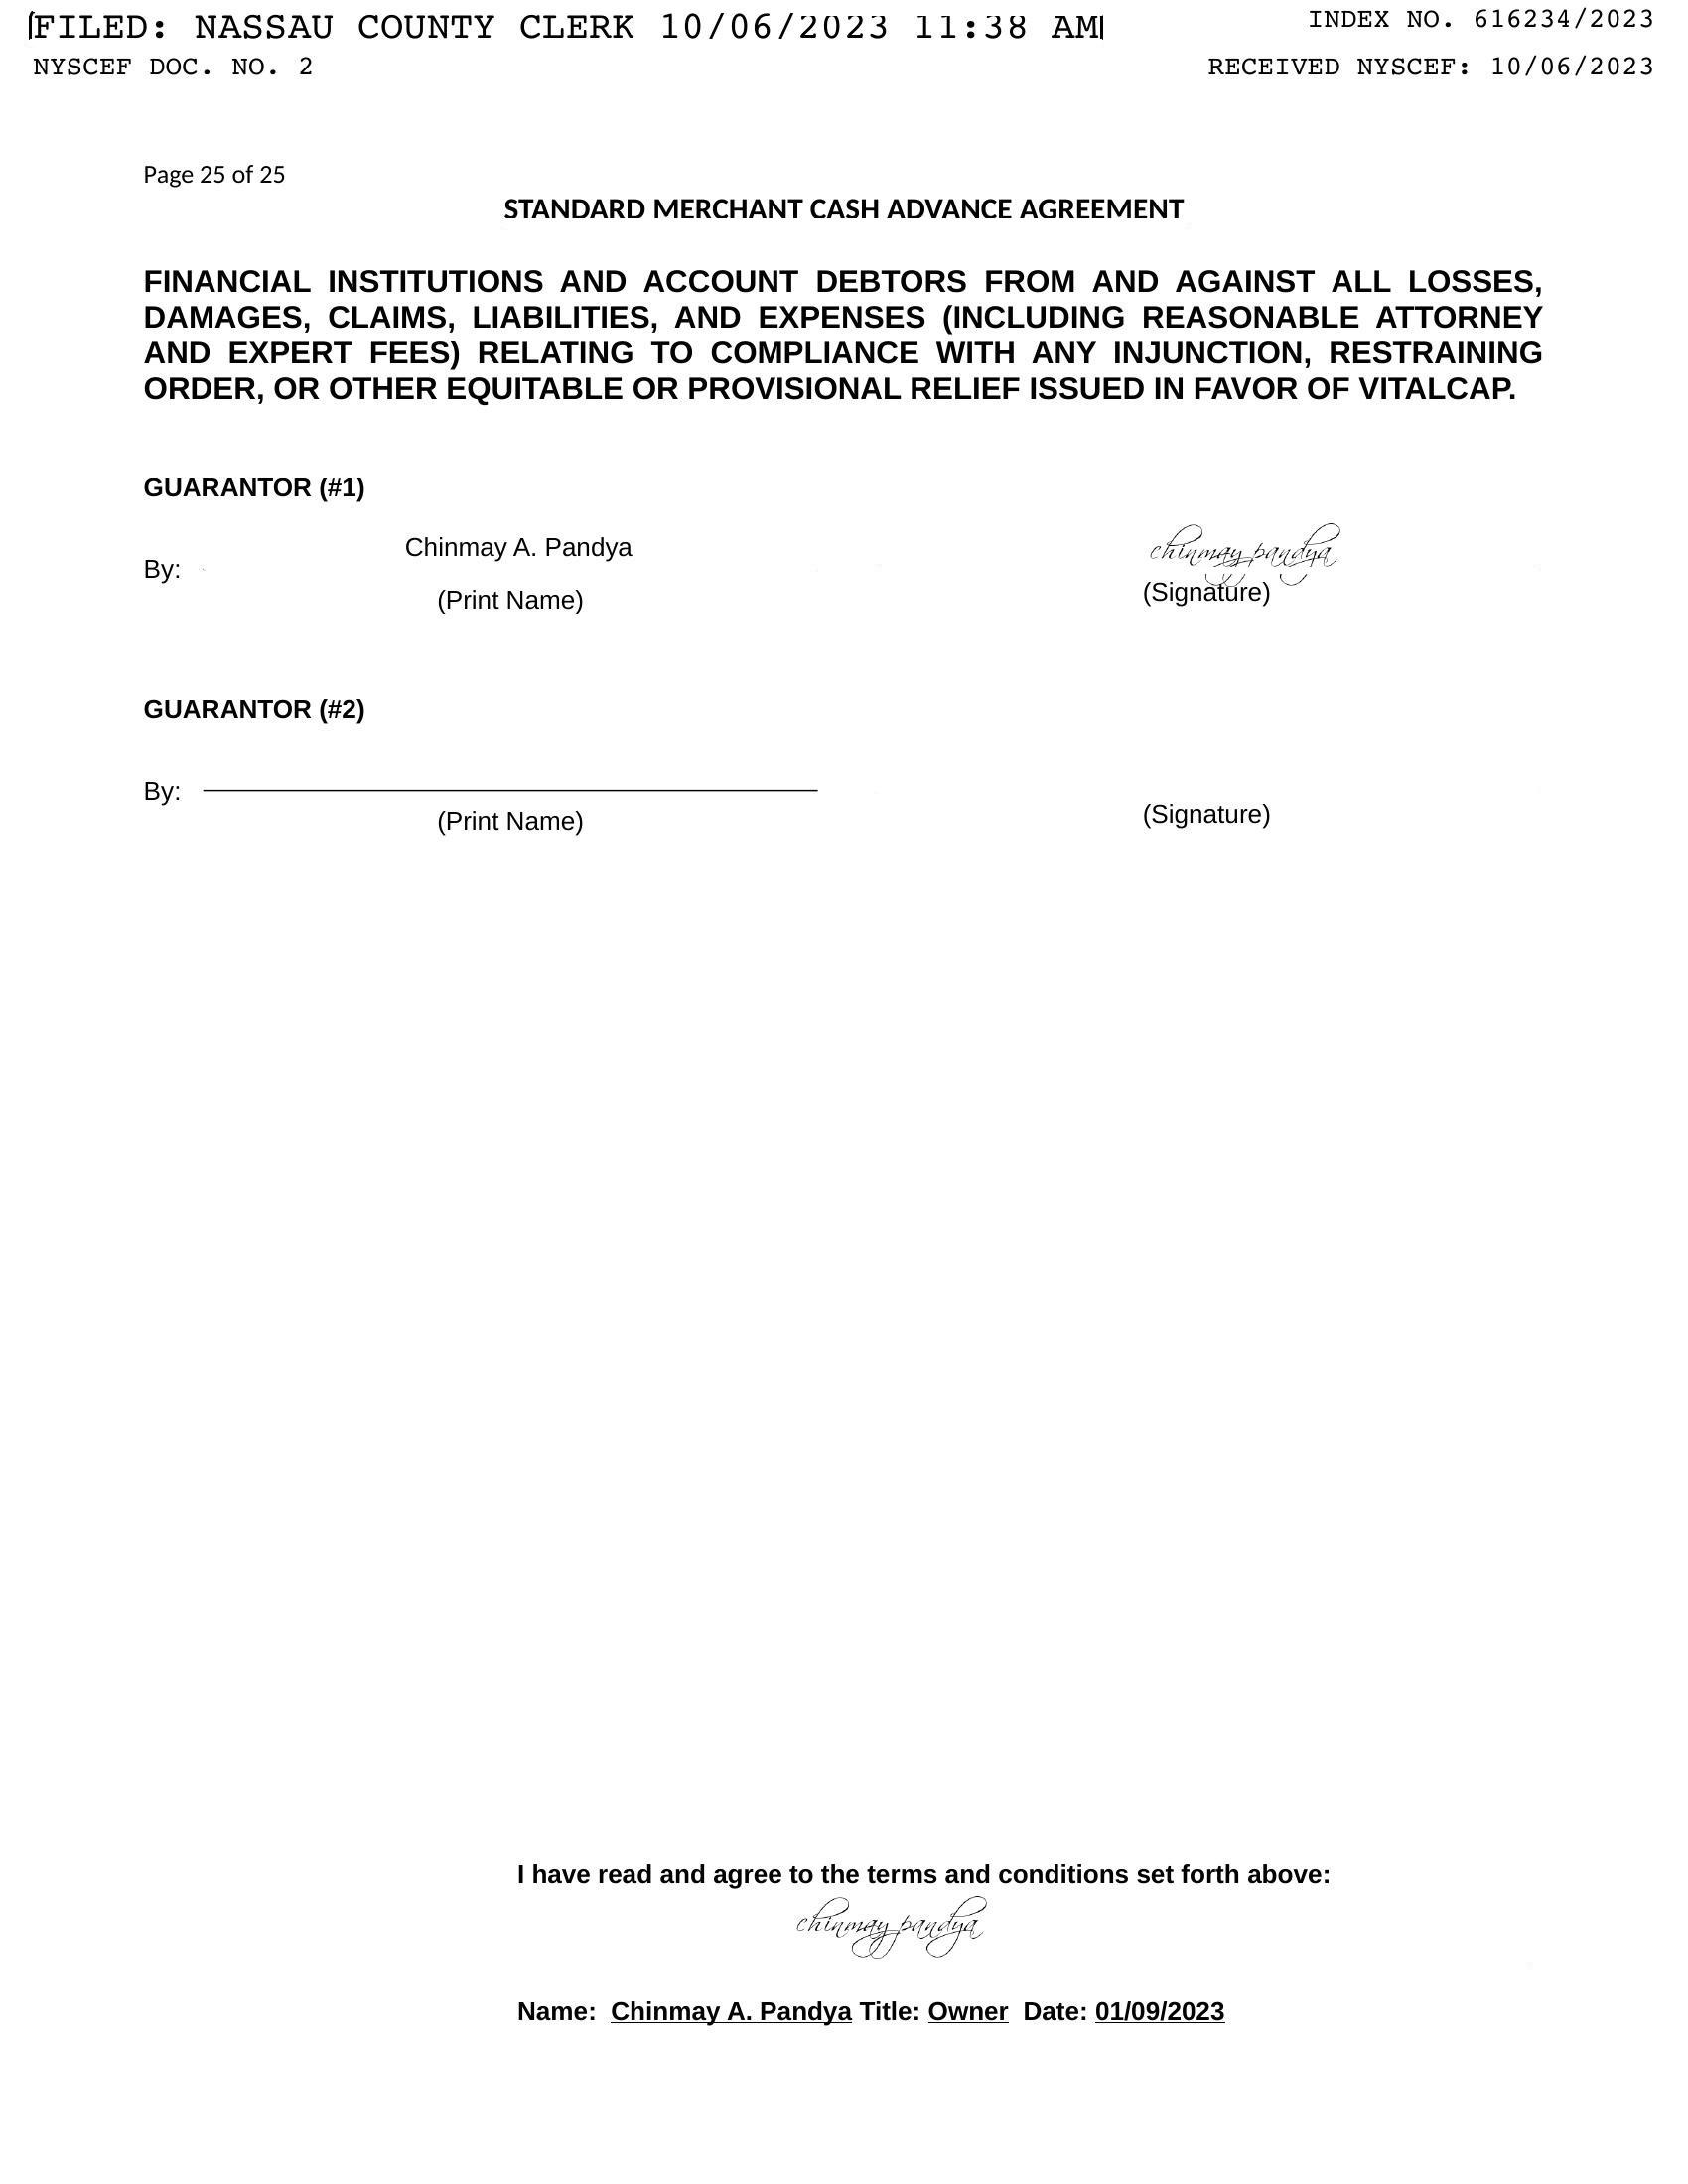 FILED: NASSAU COUNTY CLERK 10/06/2023 11:38 AM
INDEX NO. 616234/2023
NYSCEF DOC. NO. 2
RECEIVED NYSCEF: 10/06/2023
Page 25 of 25
STANDARD MERCHANT CASH ADVANCE AGREEMENT
FINANCIAL INSTITUTIONS AND ACCOUNT DEBTORS FROM AND AGAINST ALL LOSSES,
DAMAGES, CLAIMS, LIABILITIES, AND EXPENSES (INCLUDING REASONABLE ATTORNEY
AND EXPERT FEES) RELATING TO COMPLIANCE WITH ANY INJUNCTION, RESTRAINING
ORDER, OR OTHER EQUITABLE OR PROVISIONAL RELIEF ISSUED IN FAVOR OF VITALCAP.
GUARANTOR (#1)
Chinmay A. Pandya
chinmay pandya
By:
(Print Name)
(Signature)
GUARANTOR (#2)
By:
(Print Name)
(Signature)
I have read and agree to the terms and conditions set forth above:
chinmay pandya
Name: Chinmay A. Pandya Title: Owner Date: 01/09/2023